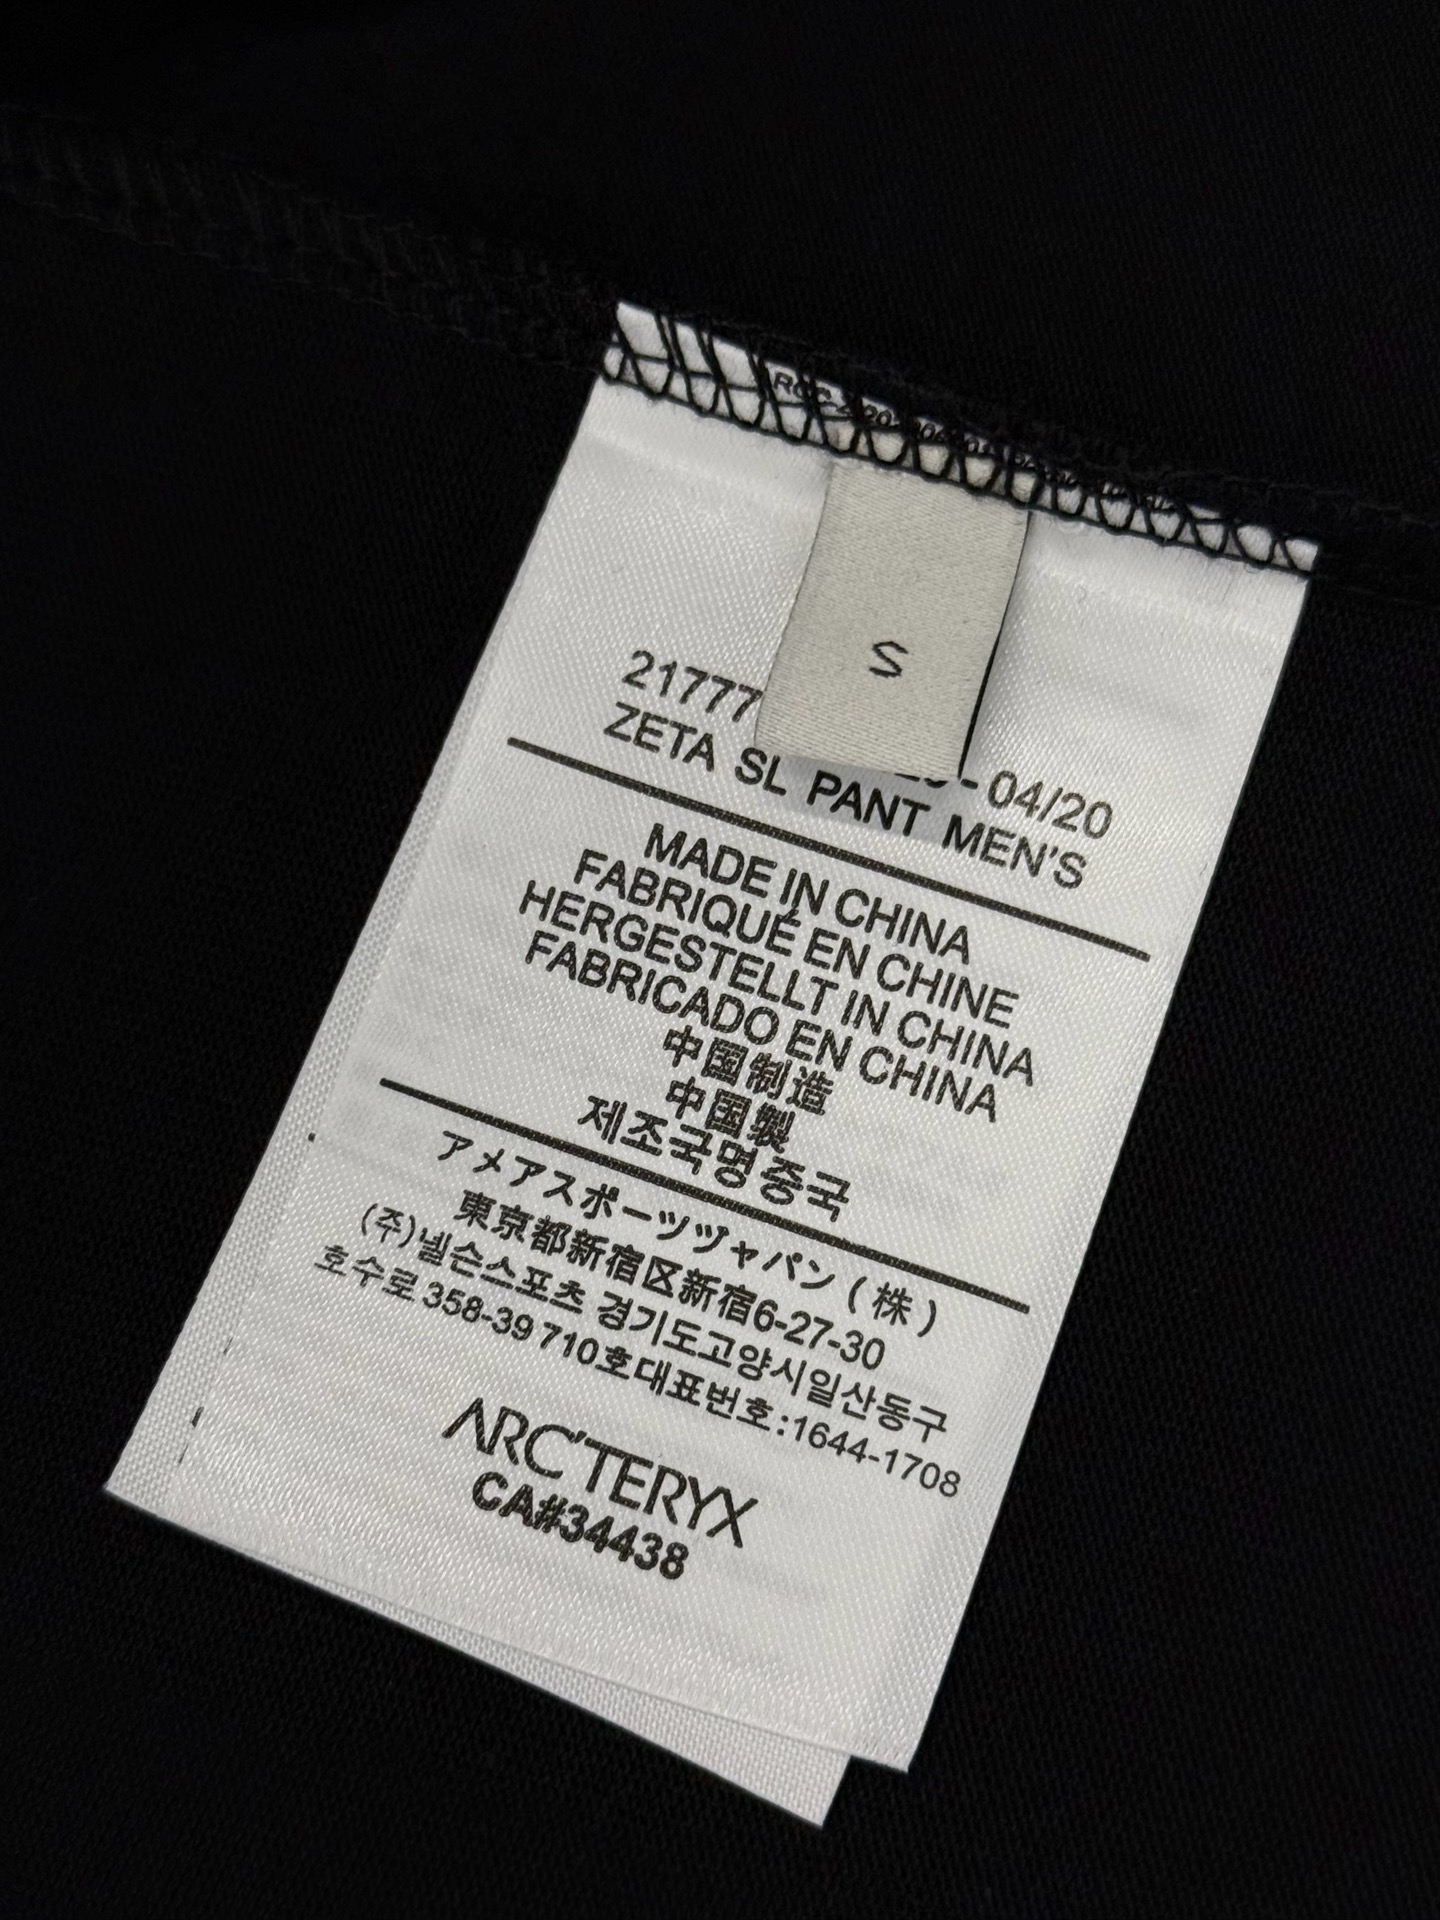 S
21777
- 04/20
ZETA SL PANT MEN'S
MADE IN CHINA
FABRIQUÉ EN CHINE
HERGESTELLT IN CHINA
FABRICADO EN CHINA
中国制造
中国製
제조국명중국
アメアスポーツヅャパン(株)
東京都新宿区新宿6-27-30
(주)넬슨스포츠 경기도고양시일산동구
호수로 358-39 710호대표번호:1644-1708
ARC'TERYX
CA#34438